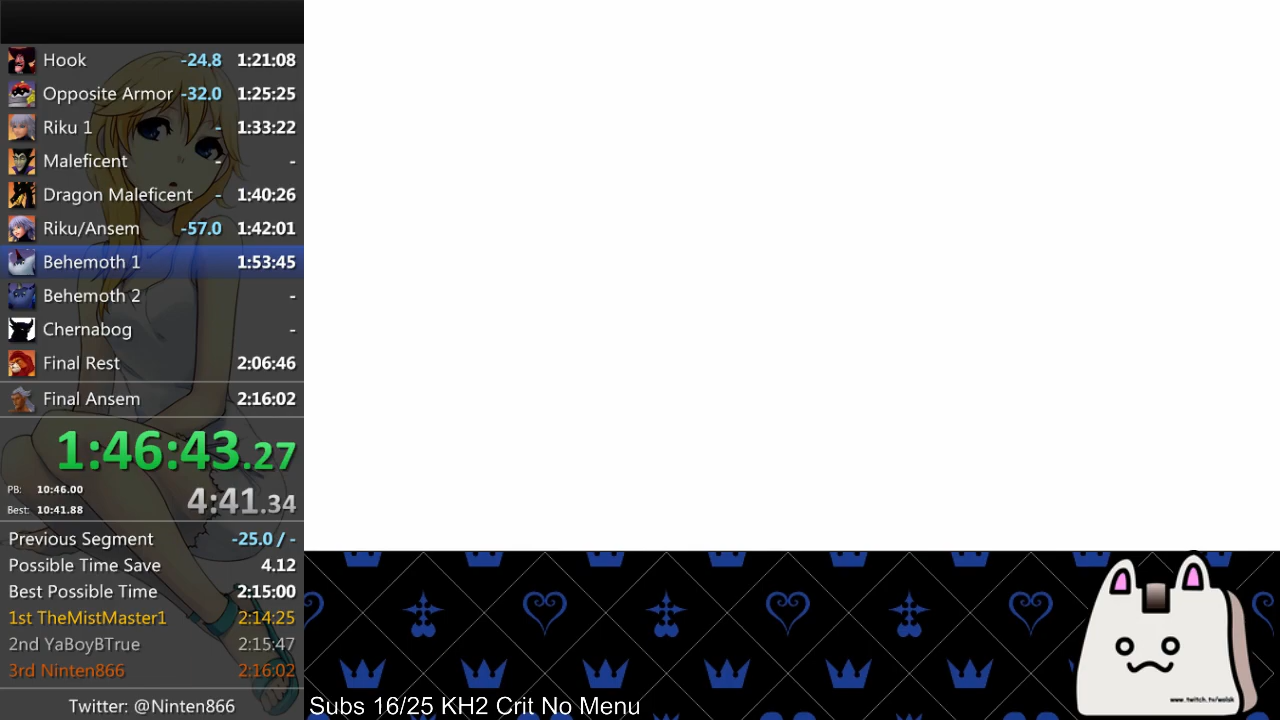 Hook -24.8 1:21:08
Opposite Armor -32.0 1:25:25
Riku 1 - 1:33:22
Maleficent - -
Dragon Maleficent - 1:40:26
Riku/Ansem -57.0 1:42:01
Behemoth 1 1:53:45
Behemoth 2 -
Chernabog -
Final Rest 2:06:46
Final Ansem 2:16:02
1:46:43.27
PB: 10:46.00
4:41.34
Best: 10:41.88
Previous Segment -25.0 / -
Possible Time Save 4.12
Best Possible Time 2:15:00
1st TheMistMaster1 2:14:25
2nd YaBoyBTrue 2:15:47
3rd Ninten866 2:16:02
Twitter: @Ninten866
Subs 16/25 KH2 Crit No Menu